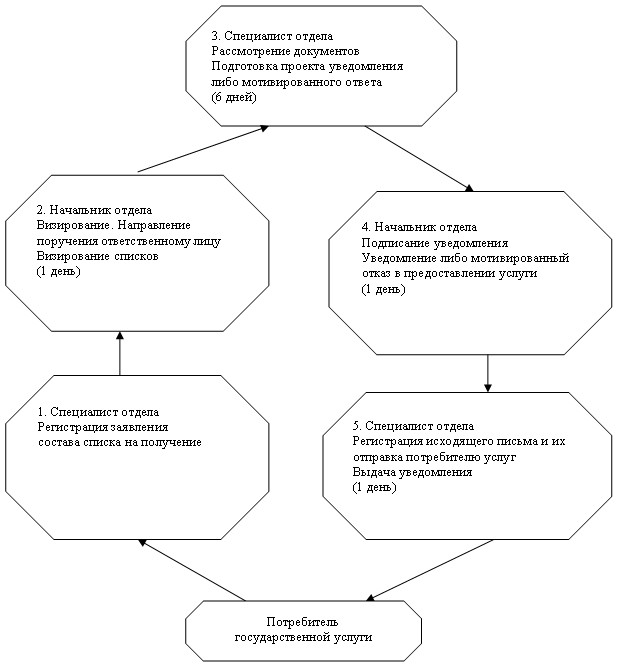 3. Специалист отдела
Рассмотрение документов
Подготовка проекта уведомления
либо мотивированного ответа
(6 дней)
2. Начальник отдела
Визирование. Направление
поручения ответственному лицу
Визирование списков
(1 день)
4. Начальник отдела
Подписание уведомления
Уведомление либо мотивированный
отказ в предоставлении услуги
(1 день)
1. Специалист отдела
Регистрация заявления
состава списка на получение
5. Специалист отдела
Регистрация исходящего письма и их
отправка потребителю услуг
Выдача уведомления
(1 день)
Потребитель
государственной услуги